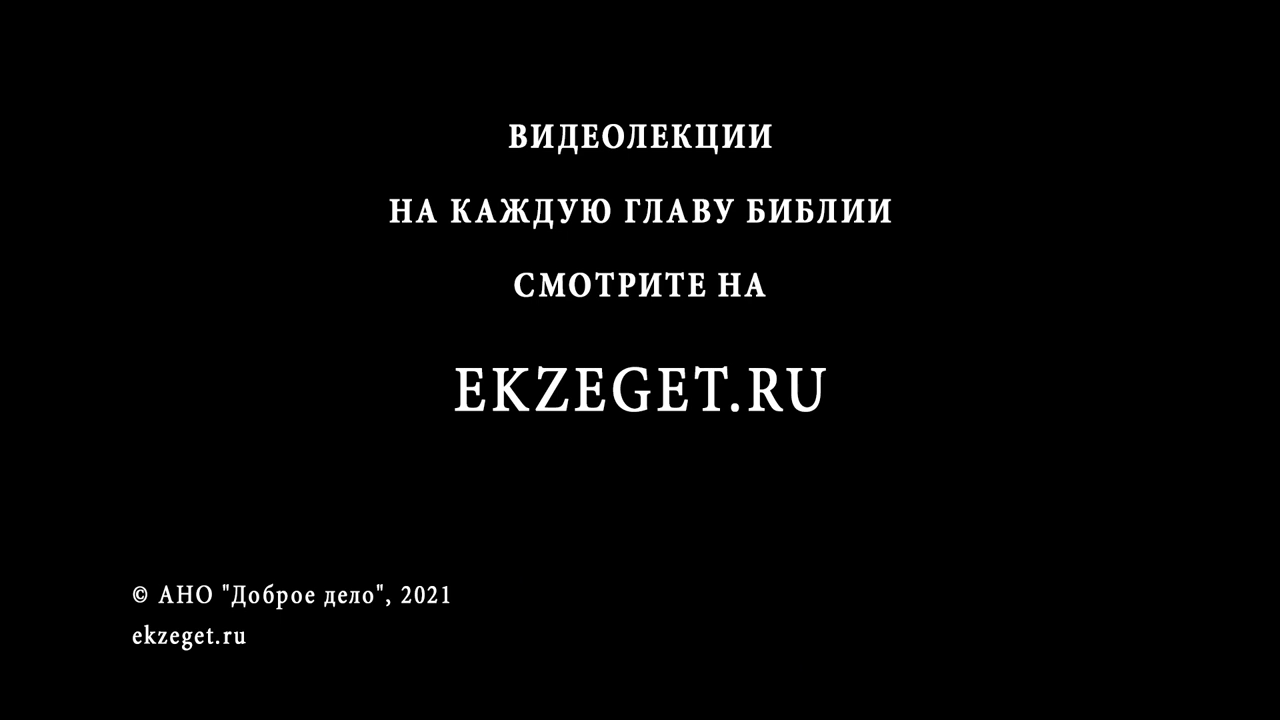 ВИДЕОЛЕКЦИИ
НА КАЖДУЮ ГЛАВУ БИБЛИИ
СМОТРИТЕ НА
EKZEGET.RU
© АНО "Доброе дело", 2021
ekzeget.ru